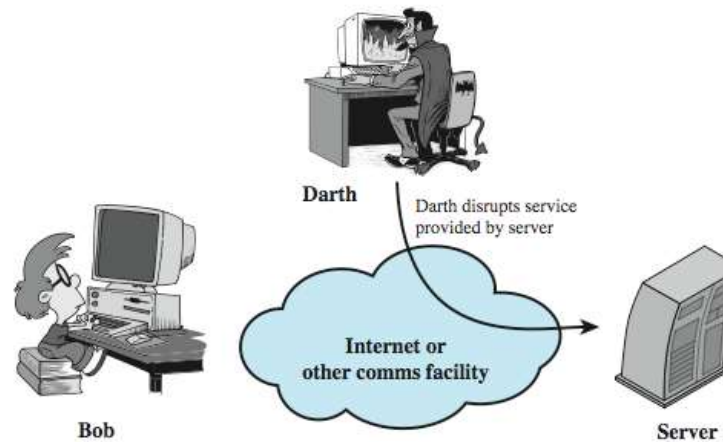 Darth
Darth disrupts service
provided by server
Internet or
other comms facility
Bob
Server